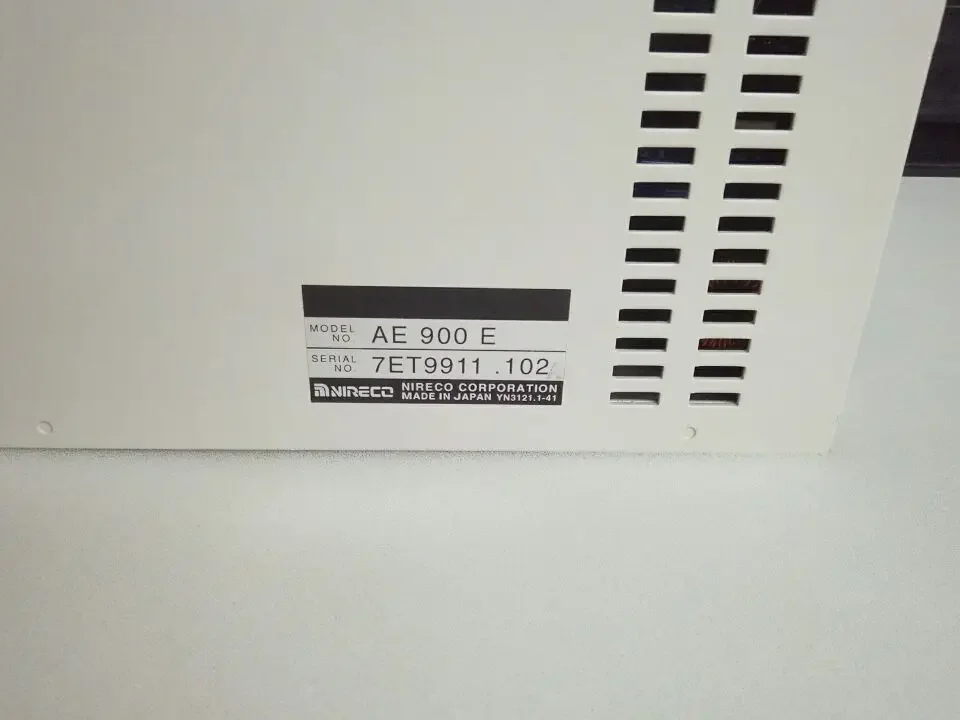 MODEL NO. AE 900 E
SERIAL NO. 7ET9911 .102
NIRECO NIRECO CORPORATION
MADE IN JAPAN YN3121.1-41